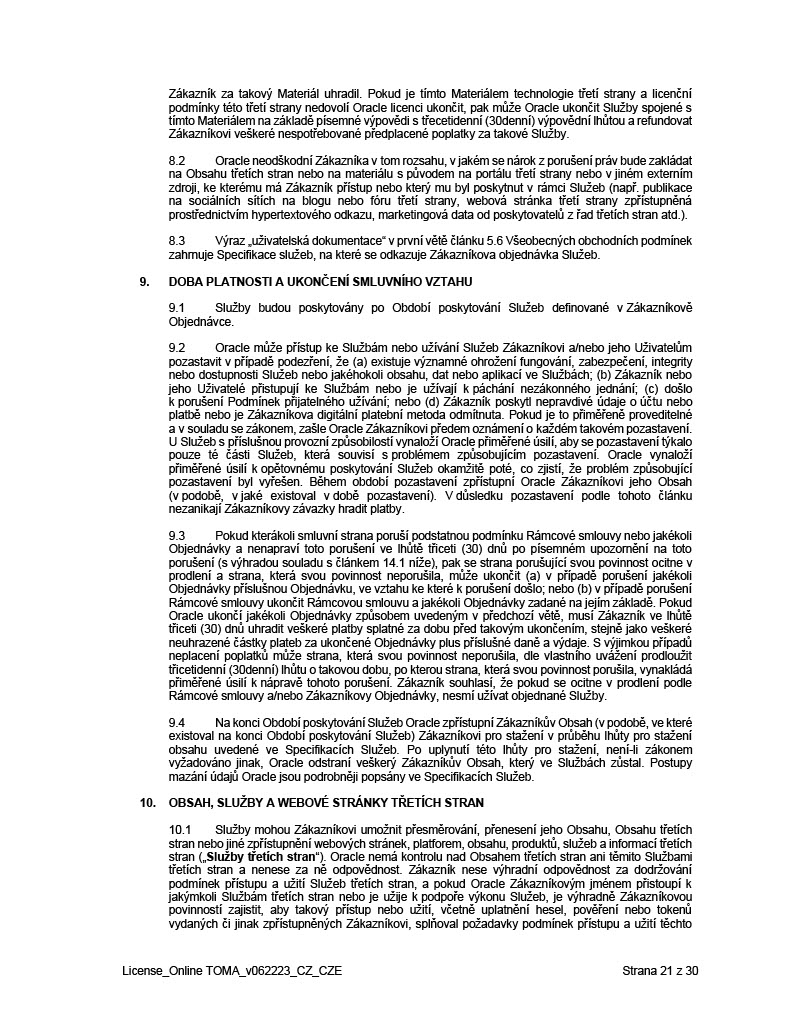 Zákazník za takový Materiál uhradil. Pokud je tímto Materiálem technologie třetí strany a licenční
podmínky této třetí strany nedovolí Oracle licenci ukončit, pak může Oracle ukončit Služby spojené s
tímto Materiálem na základě písemné výpovědi s třecetidenní (30denní) výpovědní lhůtou a refundovat
Zákazníkovi veškeré nespotřebované předplacené poplatky za takové Služby.
8.2 Oracle neodškodní Zákazníka v tom rozsahu, v jakém se nárok z porušení práv bude zakládat
na Obsahu třetích stran nebo na materiálu s původem na portálu třetí strany nebo v jiném externím
zdroji, ke kterému má Zákazník přístup nebo který mu byl poskytnut v rámci Služeb (např. publikace
na sociálních sítích na blogu nebo fóru třetí strany, webová stránka třetí strany zpřístupněná
prostřednictvím hypertextového odkazu, marketingová data od poskytovatelů z řad třetích stran atd.).
8.3 Výraz „uživatelská dokumentace“ v první větě článku 5.6 Všeobecných obchodních podmínek
zahrnuje Specifikace služeb, na které se odkazuje Zákazníkova objednávka Služeb.
9. DOBA PLATNOSTI A UKONČENÍ SMLUVNÍHO VZTAHU
9.1 Služby budou poskytovány po Období poskytování Služeb definované v Zákazníkově
Objednávce.
9.2 Oracle může přístup ke Službám nebo užívání Služeb Zákazníkovi a/nebo jeho Uživatelům
pozastavit v případě podezření, že (a) existuje významné ohrožení fungování, zabezpečení, integrity
nebo dostupnosti Služeb nebo jakéhokoli obsahu, dat nebo aplikací ve Službách; (b) Zákazník nebo
jeho Uživatelé přistupují ke Službám nebo je užívají k páchání nezákonného jednání; (c) došlo
k porušení Podmínek přijatelného užívání; nebo (d) Zákazník poskytl nepravdivé údaje o účtu nebo
platbě nebo je Zákazníkova digitální platební metoda odmítnuta. Pokud je to přiměřeně proveditelné
a v souladu se zákonem, zašle Oracle Zákazníkovi předem oznámení o každém takovém pozastavení.
U Služeb s příslušnou provozní způsobilostí vynaloží Oracle přiměřené úsilí, aby se pozastavení týkalo
pouze té části Služeb, která souvisí s problémem způsobujícím pozastavení. Oracle vynaloží
přiměřené úsilí k opětovnému poskytování Služeb okamžitě poté, co zjistí, že problém způsobující
pozastavení byl vyřešen. Během období pozastavení zpřístupní Oracle Zákazníkovi jeho Obsah
(v podobě, v jaké existoval v době pozastavení). V důsledku pozastavení podle tohoto článku
nezanikají Zákazníkovy závazky hradit platby.
9.3 Pokud kterákoli smluvní strana poruší podstatnou podmínku Rámcové smlouvy nebo jakékoli
Objednávky a nenapraví toto porušení ve lhůtě třiceti (30) dnů po písemném upozornění na toto
porušení (s výhradou souladu s článkem 14.1 níže), pak se strana porušující svou povinnost ocitne v
prodlení a strana, která svou povinnost neporušila, může ukončit (a) v případě porušení jakékoli
Objednávky příslušnou Objednávku, ve vztahu ke které k porušení došlo; nebo (b) v případě porušení
Rámcové smlouvy ukončit Rámcovou smlouvu a jakékoli Objednávky zadané na jejím základě. Pokud
Oracle ukončí jakékoli Objednávky způsobem uvedeným v předchozí větě, musí Zákazník ve lhůtě
třiceti (30) dnů uhradit veškeré platby splatné za dobu před takovým ukončením, stejně jako veškeré
neuhrazené částky plateb za ukončené Objednávky plus příslušné daně a výdaje. S výjimkou případů
neplacení poplatků může strana, která svou povinnost neporušila, dle vlastního uvážení prodloužit
třicetidenní (30denní) lhůtu o takovou dobu, po kterou strana, která svou povinnost porušila, vynakládá
přiměřené úsilí k nápravě tohoto porušení. Zákazník souhlasí, že pokud se ocitne v prodlení podle
Rámcové smlouvy a/nebo Zákazníkovy Objednávky, nesmí užívat objednané Služby.
9.4 Na konci Období poskytování Služeb Oracle zpřístupní Zákazníkův Obsah (v podobě, ve které
existoval na konci Období poskytování Služeb) Zákazníkovi pro stažení v průběhu lhůty pro stažení
obsahu uvedené ve Specifikacích Služeb. Po uplynutí této lhůty pro stažení, není-li zákonem
vyžadováno jinak, Oracle odstraní veškerý Zákazníkův Obsah, který ve Službách zůstal. Postupy
mazání údajů Oracle jsou podrobněji popsány ve Specifikacích Služeb.
10. OBSAH, SLUŽBY A WEBOVÉ STRÁNKY TŘETÍCH STRAN
10.1 Služby mohou Zákazníkovi umožnit přesměrování, přenesení jeho Obsahu, Obsahu třetích
stran nebo jiné zpřístupnění webových stránek, platforem, obsahu, produktů, služeb a informací třetích
stran („Služby třetích stran“). Oracle nemá kontrolu nad Obsahem třetích stran ani těmito Službami
třetích stran a nenese za ně odpovědnost. Zákazník nese výhradní odpovědnost za dodržování
podmínek přístupu a užití Služeb třetích stran, a pokud Oracle Zákazníkovým jménem přistoupí k
jakýmkoli Službám třetích stran nebo je užije k podpoře výkonu Služeb, je výhradně Zákazníkovou
povinností zajistit, aby takový přístup nebo užití, včetně uplatnění hesel, pověření nebo tokenů
vydaných či jinak zpřístupněných Zákazníkovi, splňoval požadavky podmínek přístupu a užití těchto
License_Online TOMA_v062223_CZ_CZE Strana 21 z 30